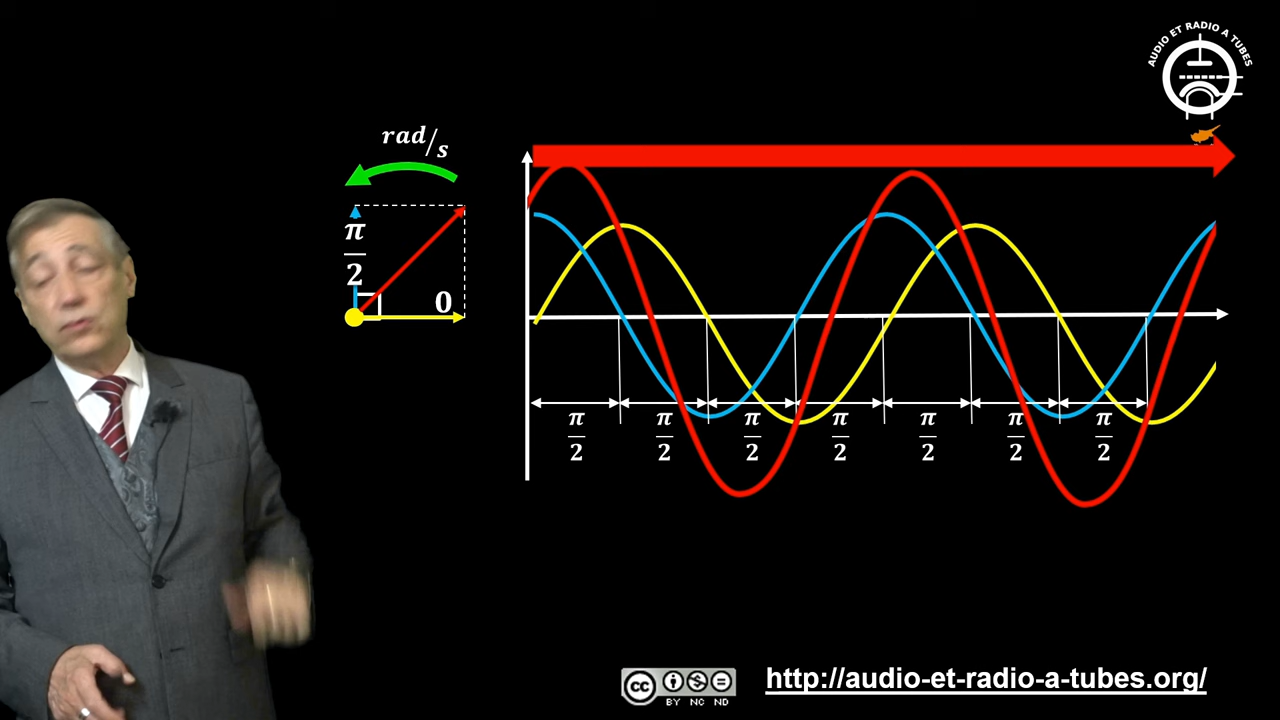 AUDIO ET RADIO A TUBES
rad/s
π/2
0
π/2 π/2 π/2 π/2 π/2 π/2 π/2
cc
BY NC ND
http://audio-et-radio-a-tubes.org/